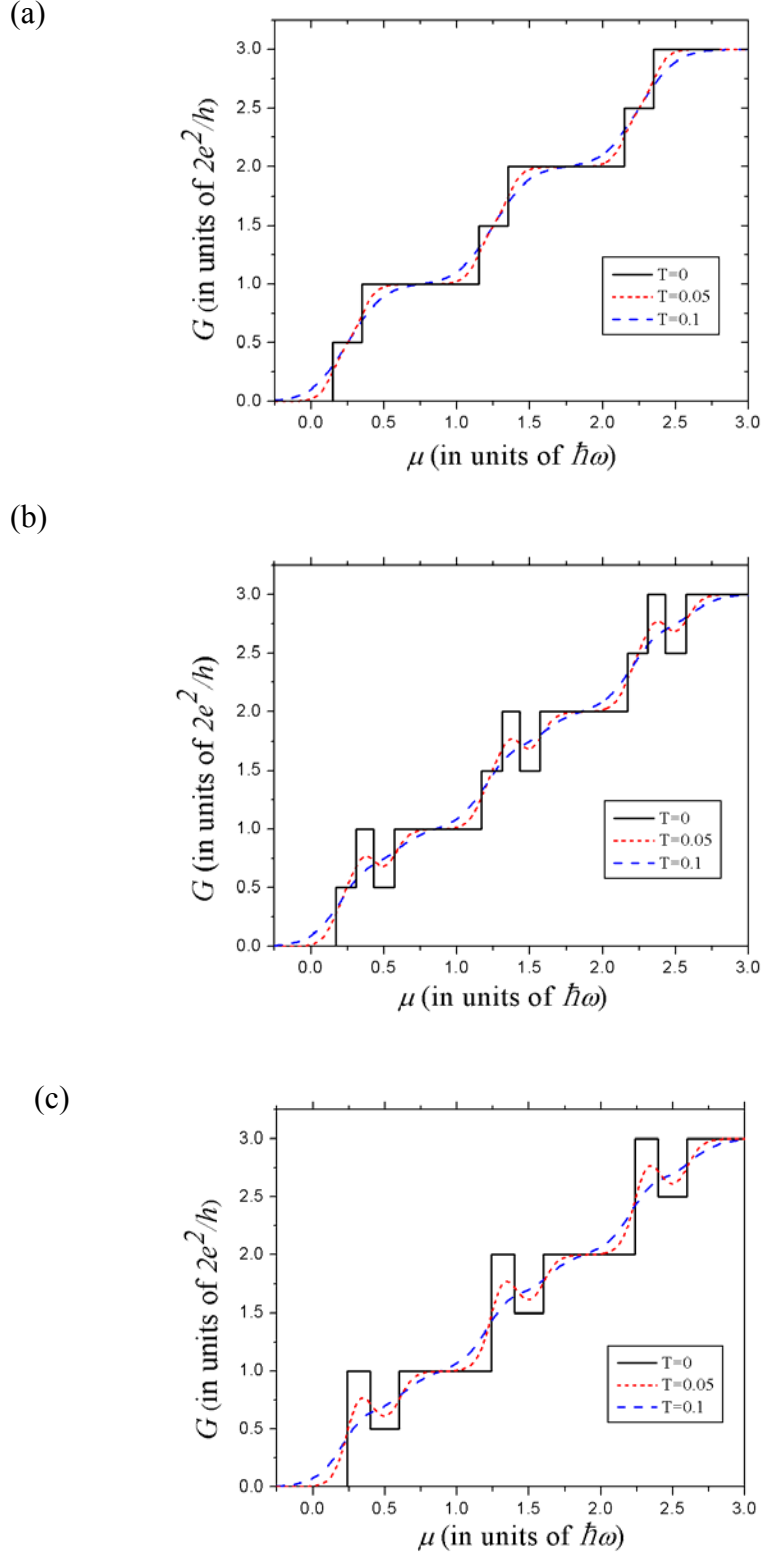 (a)
3.0
2.5
2.0
1.5
1.0
0.5
0.0
G (in units of 2e²/h)
T=0
T=0.05
T=0.1
0.0 0.5 1.0 1.5 2.0 2.5 3.0
μ (in units of ħω)
(b)
3.0
2.5
2.0
1.5
1.0
0.5
0.0
G (in units of 2e²/h)
T=0
T=0.05
T=0.1
0.0 0.5 1.0 1.5 2.0 2.5 3.0
μ (in units of ħω)
(c)
3.0
2.5
2.0
1.5
1.0
0.5
0.0
G (in units of 2e²/h)
T=0
T=0.05
T=0.1
0.0 0.5 1.0 1.5 2.0 2.5 3.0
μ (in units of ħω)